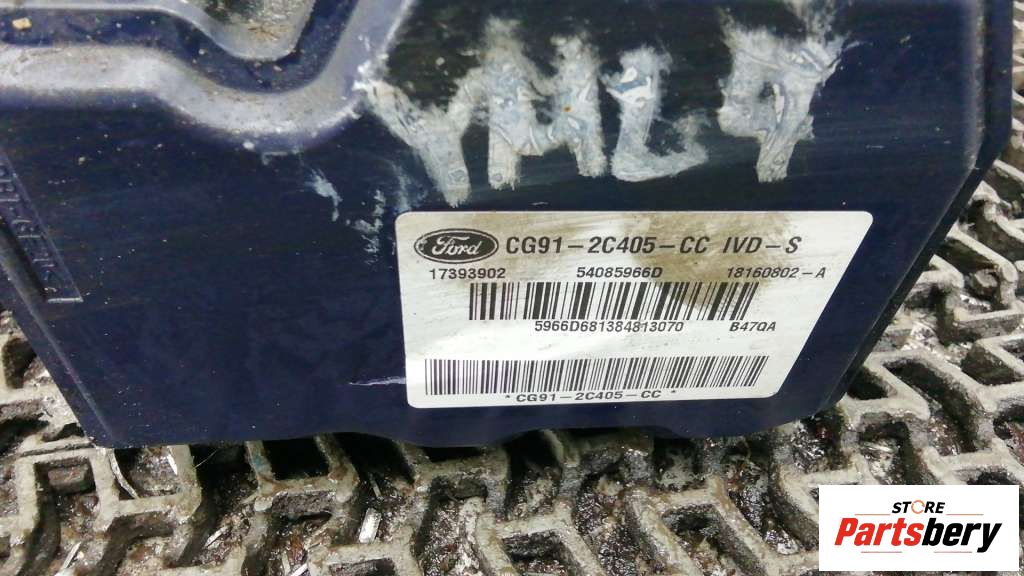 Ford CG91-2C405-CC IVD-S
17393902 54085966D 18160802-A
5966D681384813070 B47QA
*CG91-2C405-CC*
STORE
Partsbery